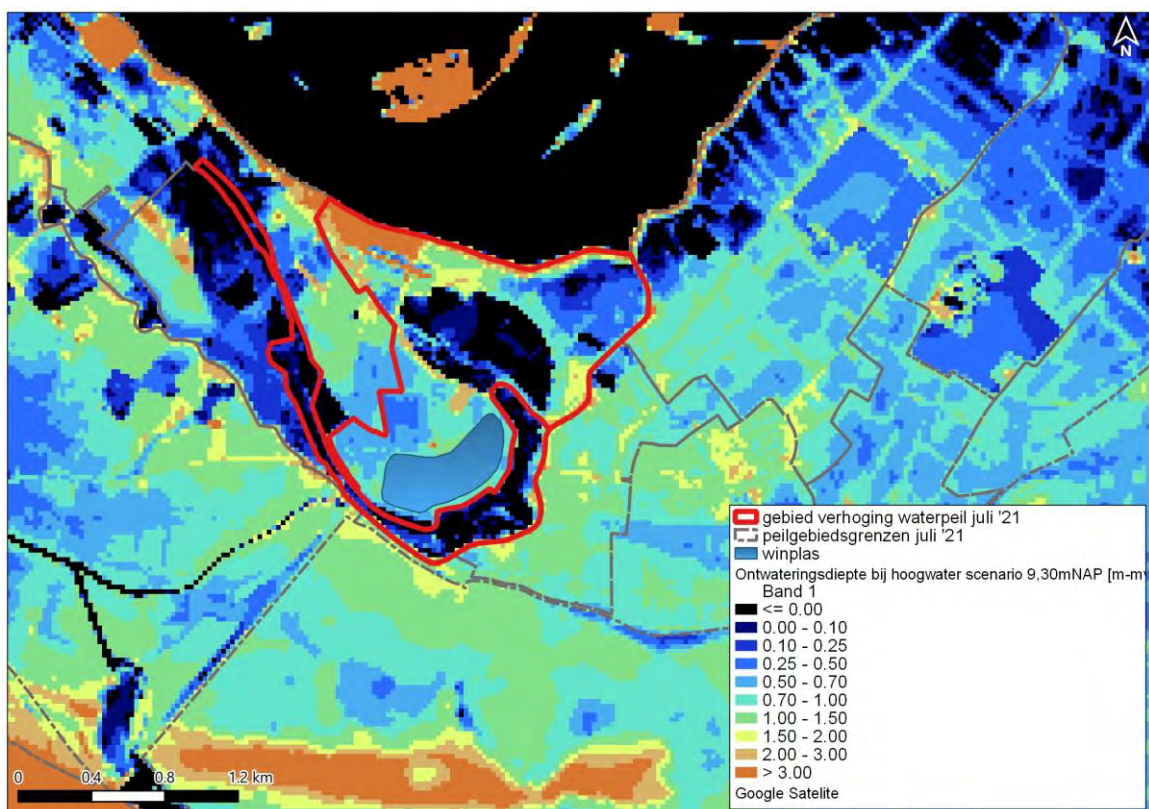 N
gebied verhoging waterpeil juli '21
peilgebiedsgrenzen juli '21
winplas
Ontwateringsdiepte bij hoogwater scenario 9,30mNAP [m-mv
Band 1
<= 0.00
0.00 - 0.10
0.10 - 0.25
0.25 - 0.50
0.50 - 0.70
0.70 - 1.00
1.00 - 1.50
1.50 - 2.00
2.00 - 3.00
> 3.00
Google Satelite
0 0.4 0.8 1.2 km